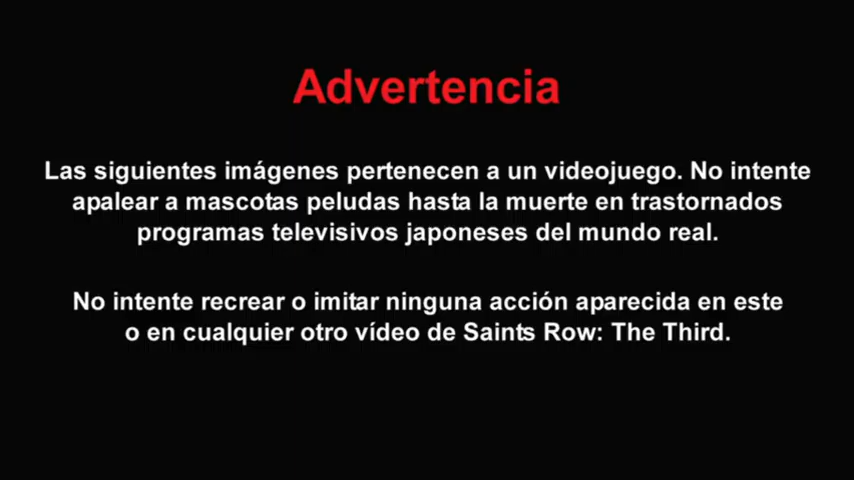 Advertencia
Las siguientes imágenes pertenecen a un videojuego. No intente
apalear a mascotas peludas hasta la muerte en trastornados
programas televisivos japoneses del mundo real.
No intente recrear o imitar ninguna acción aparecida en este
o en cualquier otro vídeo de Saints Row: The Third.